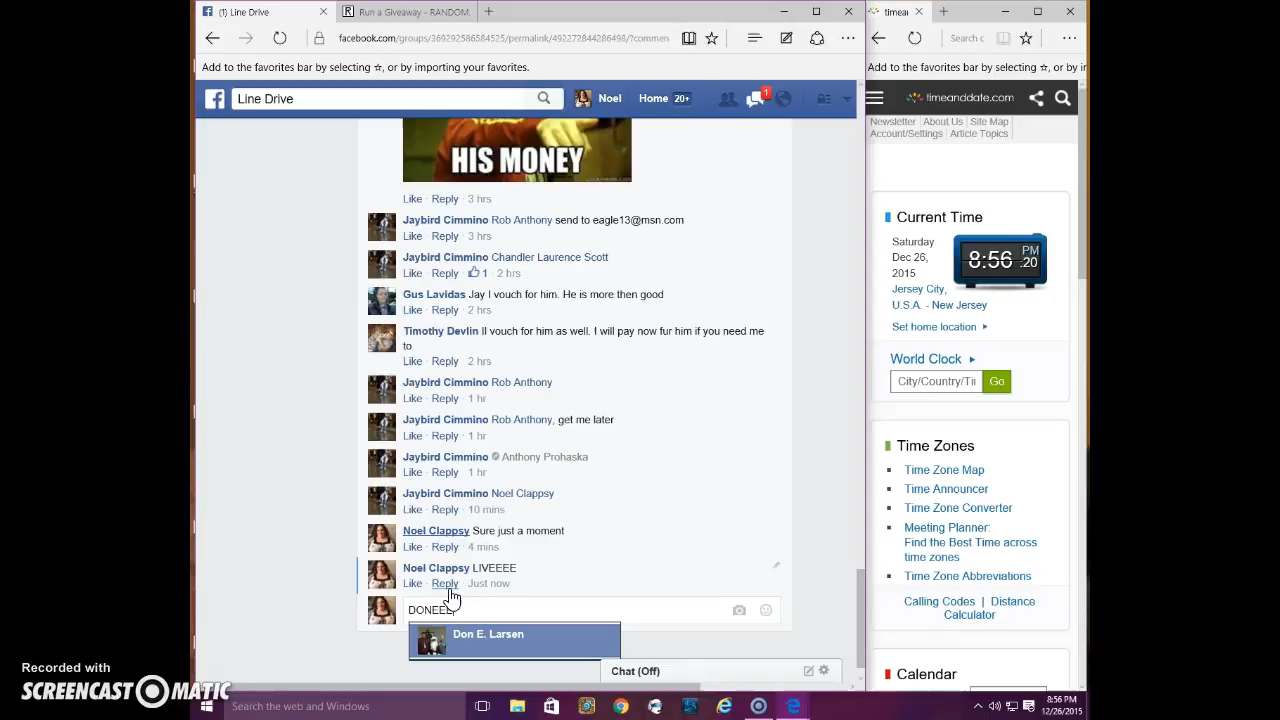 (1) Line Drive
Run a Giveaway - RANDOM.
timear
facebook.com/groups/369292586584525/permalink/492272844286498/?commen
Search c
Add to the favorites bar by selecting ☆, or by importing your favorites.
Add to the favorites bar by
Line Drive
Noel
Home 20+
1
timeanddate.com
Newsletter | About Us | Site Map
Account/Settings | Article Topics
HIS MONEY
Like · Reply · 3 hrs
Jaybird Cimmino Rob Anthony send to eagle13@msn.com
Like · Reply · 3 hrs
Jaybird Cimmino Chandler Laurence Scott
Like · Reply · 1 · 2 hrs
Gus Lavidas Jay I vouch for him. He is more then good
Like · Reply · 2 hrs
Timothy Devlin Il vouch for him as well. I will pay now fur him if you need me
to
Like · Reply · 2 hrs
Jaybird Cimmino Rob Anthony
Like · Reply · 1 hr
Jaybird Cimmino Rob Anthony, get me later
Like · Reply · 1 hr
Jaybird Cimmino Anthony Prohaska
Like · Reply · 1 hr
Jaybird Cimmino Noel Clappsy
Like · Reply · 10 mins
Noel Clappsy Sure just a moment
Like · Reply · 4 mins
Noel Clappsy LIVEEEE
Like · Reply · Just now
DONEEE
Don E. Larsen
Chat (Off)
Current Time
Saturday
Dec 26,
2015
Jersey City,
U.S.A. - New Jersey
8:56 PM :20
Set home location
World Clock
City/Country/Ti
Go
Time Zones
Time Zone Map
Time Announcer
Time Zone Converter
Meeting Planner:
Find the Best Time across
time zones
Time Zone Abbreviations
Calling Codes | Distance
Calculator
Calendar
Recorded with
SCREENCAST-O-MATIC
Search the web and Windows
8:56 PM
12/26/2015